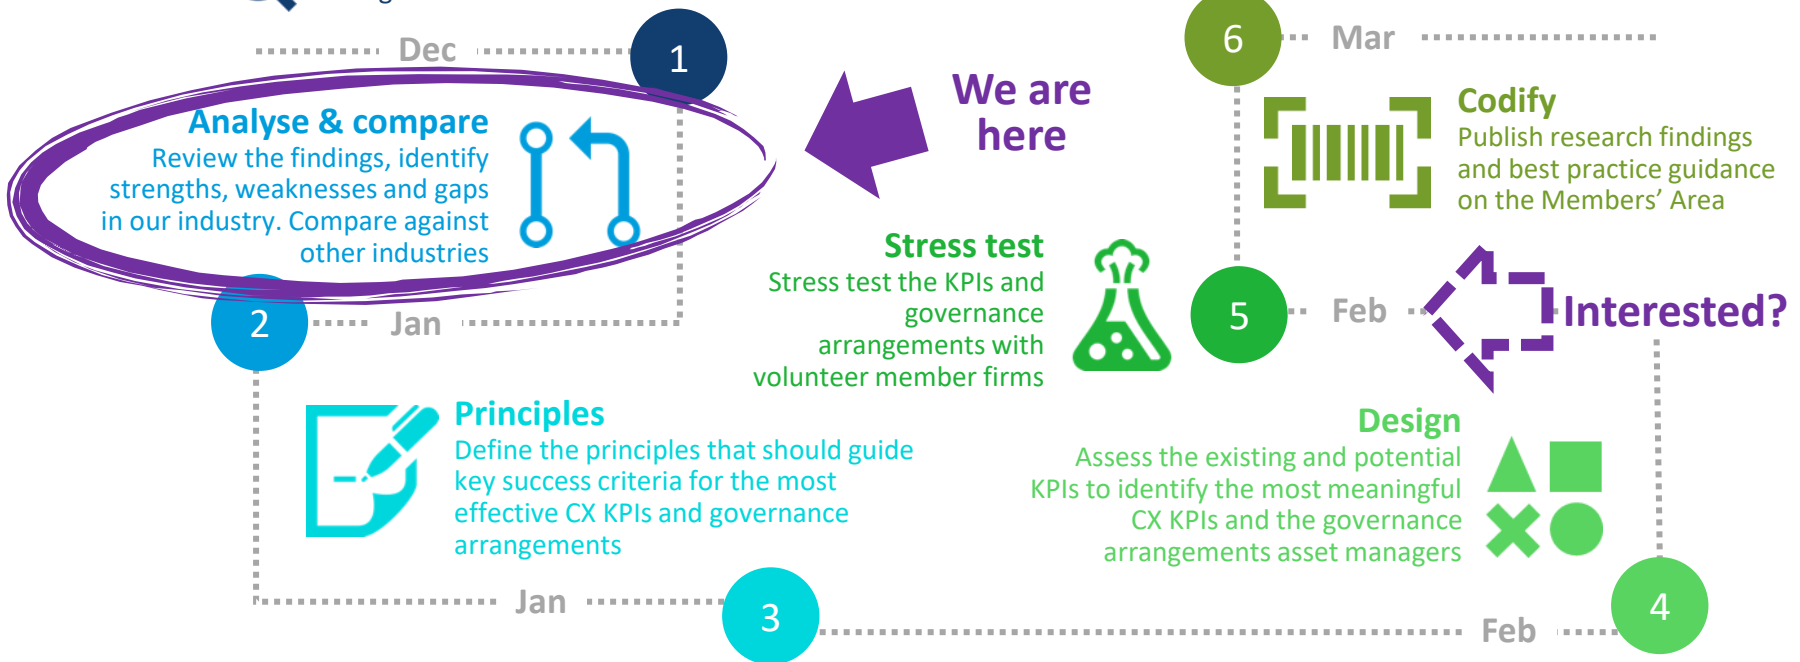 Dec
1
Analyse & compare
Review the findings, identify
strengths, weaknesses and gaps
in our industry. Compare against
other industries
We are
here
2
Jan
Principles
Define the principles that should guide
key success criteria for the most
effective CX KPIs and governance
arrangements
Jan
3
Feb
4
Design
Assess the existing and potential
KPIs to identify the most meaningful
CX KPIs and the governance
arrangements asset managers
Interested?
Feb
5
Stress test
Stress test the KPIs and
governance
arrangements with
volunteer member firms
6
Mar
Codify
Publish research findings
and best practice guidance
on the Members’ Area